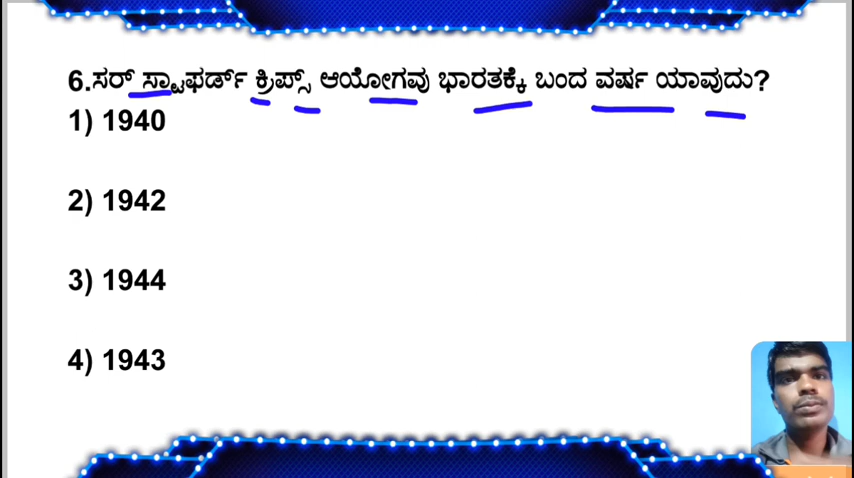 6.ಸರ್ ಸ್ಟ್ರಾಫರ್ಡ್ ಕ್ರಿಪ್ಸ್ ಆಯೋಗವು ಭಾರತಕ್ಕೆ ಬಂದ ವರ್ಷ ಯಾವುದು?
1) 1940
2) 1942
3) 1944
4) 1943